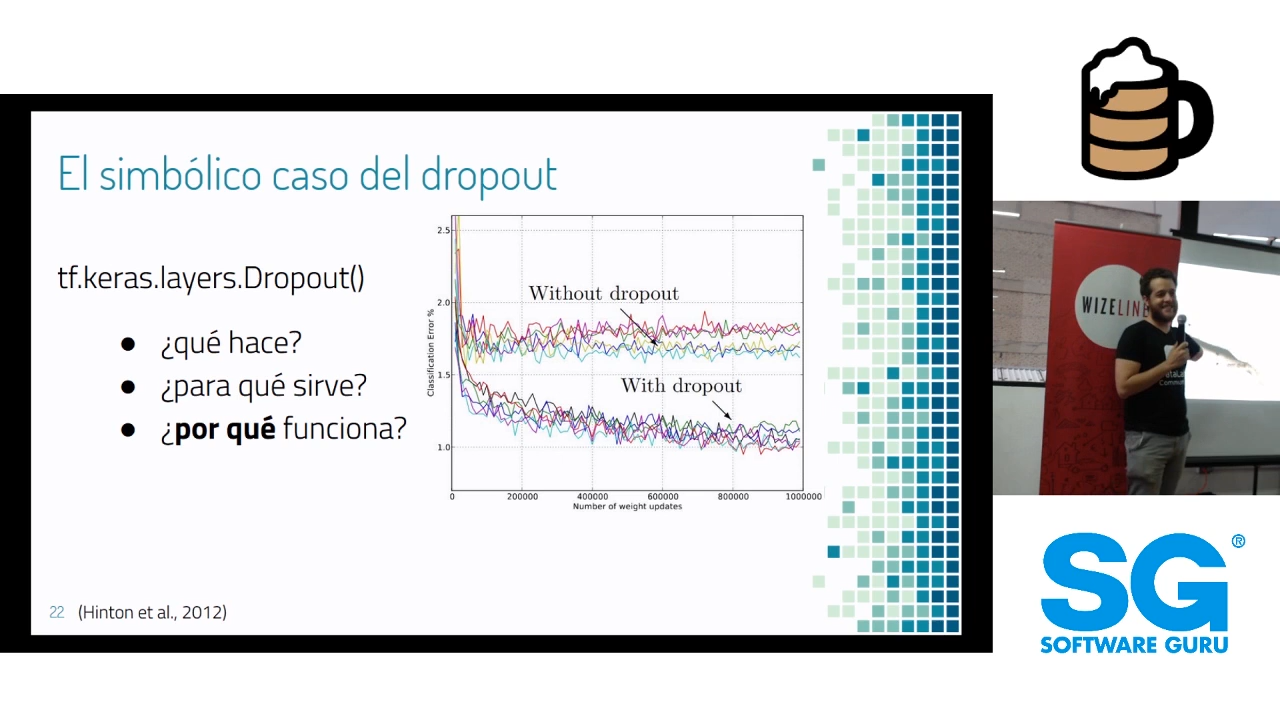 El simbólico caso del dropout
tf.keras.layers.Dropout()
● ¿qué hace?
● ¿para qué sirve?
● ¿por qué funciona?
2.5
2.0
1.5
1.0
Classification Error %
Without dropout
With dropout
0 200000 400000 600000 800000 1000000
Number of weight updates
22 (Hinton et al., 2012)
WIZELINE
SG®
SOFTWARE GURU